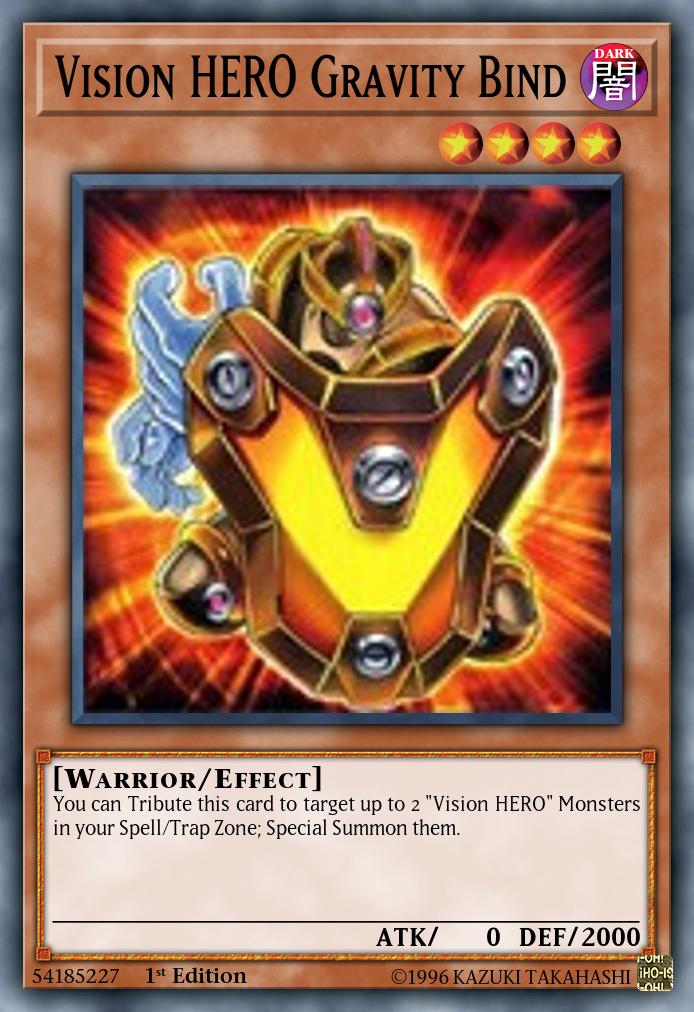 Vision HERO Gravity Bind
DARK
闇
[Warrior/Effect]
You can Tribute this card to target up to 2 "Vision HERO" Monsters
in your Spell/Trap Zone; Special Summon them.
ATK/ 0 DEF/2000
54185227 1st Edition ©1996 KAZUKI TAKAHASHI